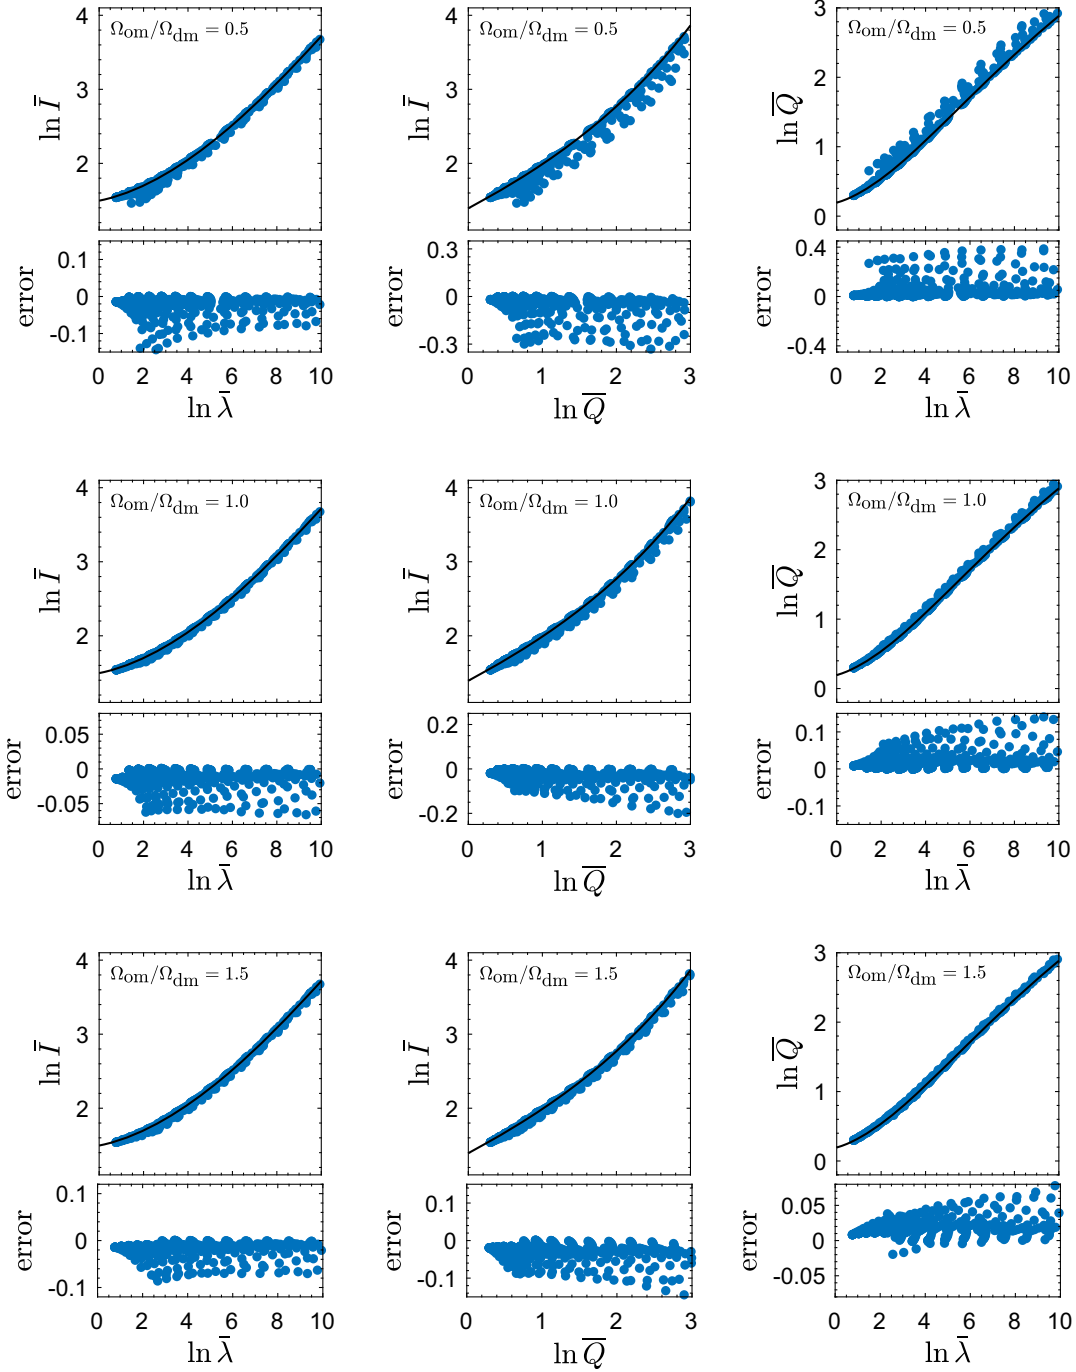 Ωom/Ωdm = 0.5
4
3
2
ln Ī
0.1
0
-0.1
error
0 2 4 6 8 10
ln λ̄
Ωom/Ωdm = 0.5
4
3
2
ln Ī
0.3
0
-0.3
error
0 1 2 3
ln Q̅
Ωom/Ωdm = 0.5
3
2
1
0
ln Q̅
0.4
0
-0.4
error
0 2 4 6 8 10
ln λ̄
Ωom/Ωdm = 1.0
4
3
2
ln Ī
0.05
0
-0.05
error
0 2 4 6 8 10
ln λ̄
Ωom/Ωdm = 1.0
4
3
2
ln Ī
0.2
0
-0.2
error
0 1 2 3
ln Q̅
Ωom/Ωdm = 1.0
3
2
1
0
ln Q̅
0.1
0
-0.1
error
0 2 4 6 8 10
ln λ̄
Ωom/Ωdm = 1.5
4
3
2
ln Ī
0.1
0
-0.1
error
0 2 4 6 8 10
ln λ̄
Ωom/Ωdm = 1.5
4
3
2
ln Ī
0.1
0
-0.1
error
0 1 2 3
ln Q̅
Ωom/Ωdm = 1.5
3
2
1
0
ln Q̅
0.05
0
-0.05
error
0 2 4 6 8 10
ln λ̄